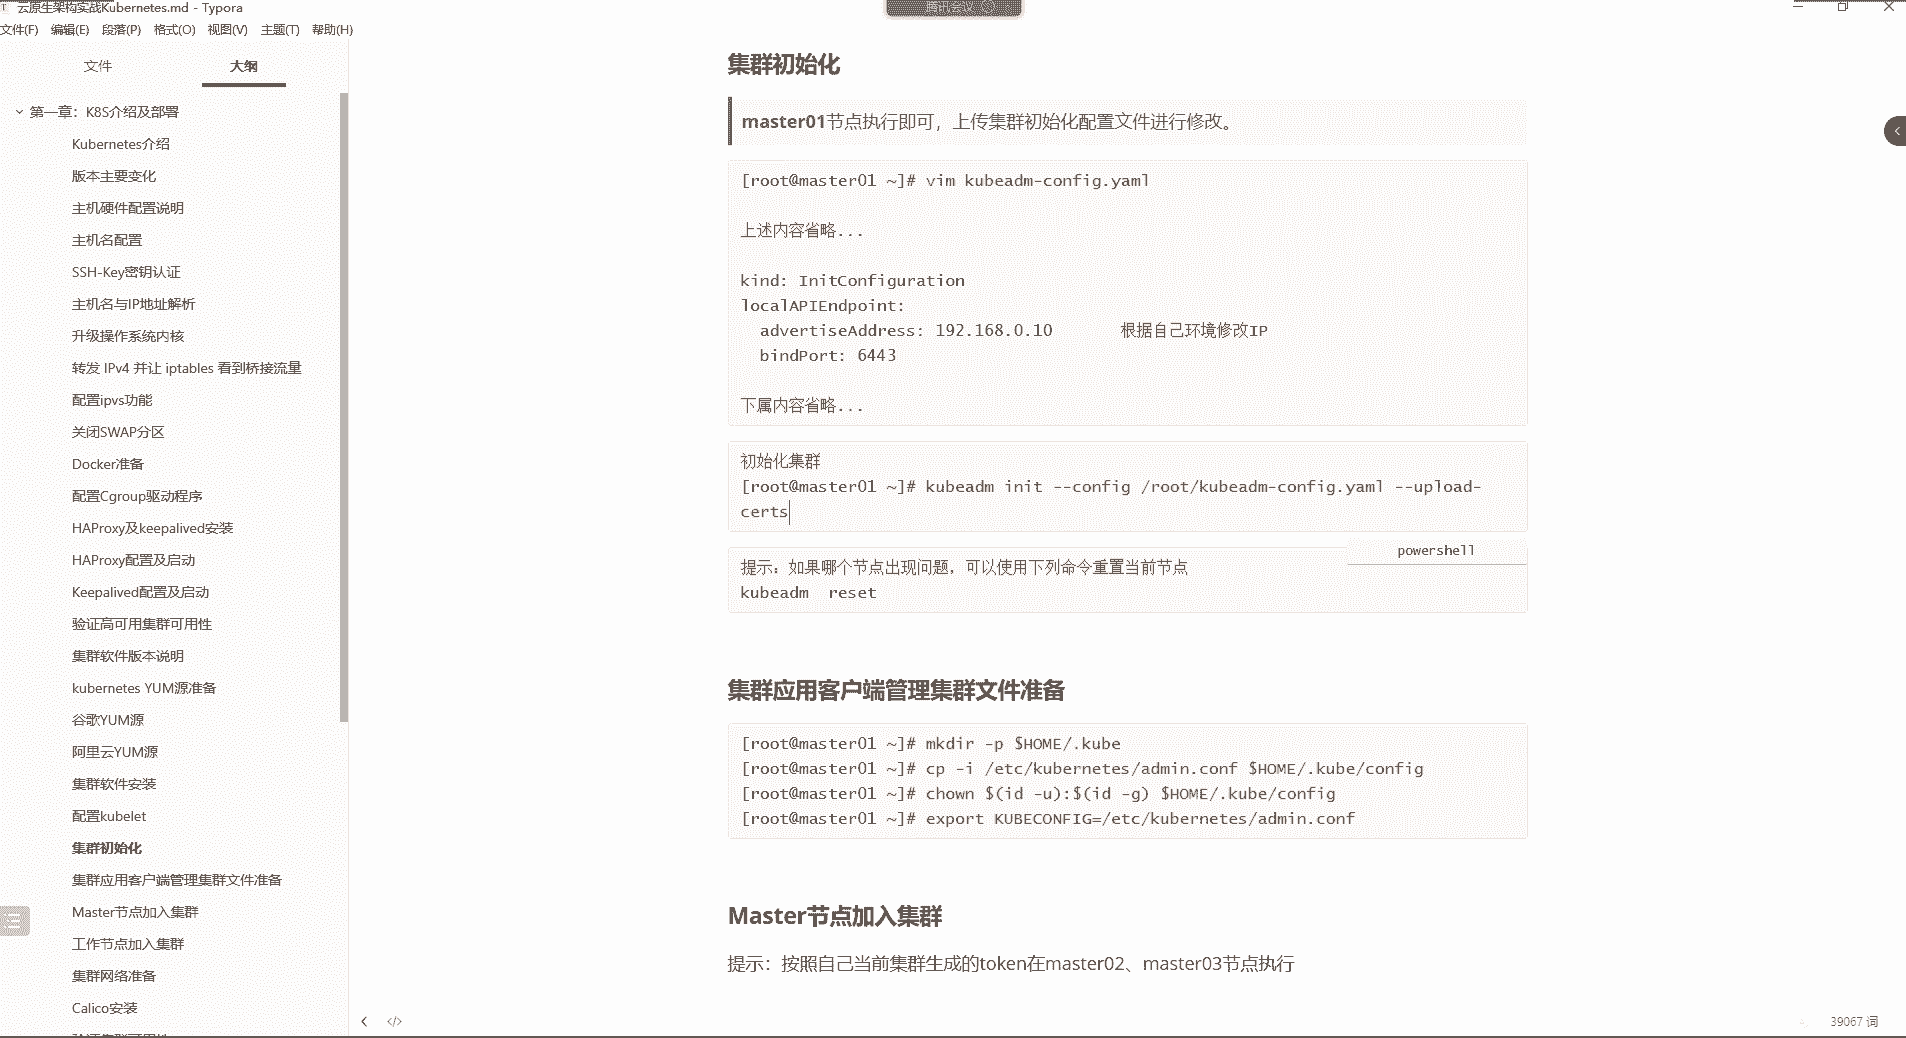 云原生架构实战Kubernetes.md - Typora
腾讯会议
文件(F) 编辑(E) 段落(P) 格式(O) 视图(V) 主题(T) 帮助(H)
文件 大纲
第一章：K8S介绍及部署
Kubernetes介绍
版本主要变化
主机硬件配置说明
主机名配置
SSH-Key密钥认证
主机名与IP地址解析
升级操作系统内核
转发 IPv4 并让 iptables 看到桥接流量
配置ipvs功能
关闭SWAP分区
Docker准备
配置Cgroup驱动程序
HAProxy及keepalived安装
HAProxy配置及启动
Keepalived配置及启动
验证高可用集群可用性
集群软件版本说明
kubernetes YUM源准备
谷歌YUM源
阿里云YUM源
集群软件安装
配置kubelet
集群初始化
集群应用客户端管理集群文件准备
Master节点加入集群
工作节点加入集群
集群网络准备
Calico安装
集群初始化
master01节点执行即可，上传集群初始化配置文件进行修改。
[root@master01 ~]# vim kubeadm-config.yaml
上述内容省略...
kind: InitConfiguration
localAPIEndpoint:
  advertiseAddress: 192.168.0.10       根据自己环境修改IP
  bindPort: 6443
下属内容省略...
初始化集群
[root@master01 ~]# kubeadm init --config /root/kubeadm-config.yaml --upload-
certs
powershell
提示：如果哪个节点出现问题，可以使用下列命令重置当前节点
kubeadm  reset
集群应用客户端管理集群文件准备
[root@master01 ~]# mkdir -p $HOME/.kube
[root@master01 ~]# cp -i /etc/kubernetes/admin.conf $HOME/.kube/config
[root@master01 ~]# chown $(id -u):$(id -g) $HOME/.kube/config
[root@master01 ~]# export KUBECONFIG=/etc/kubernetes/admin.conf
Master节点加入集群
提示：按照自己当前集群生成的token在master02、master03节点执行
39067 词